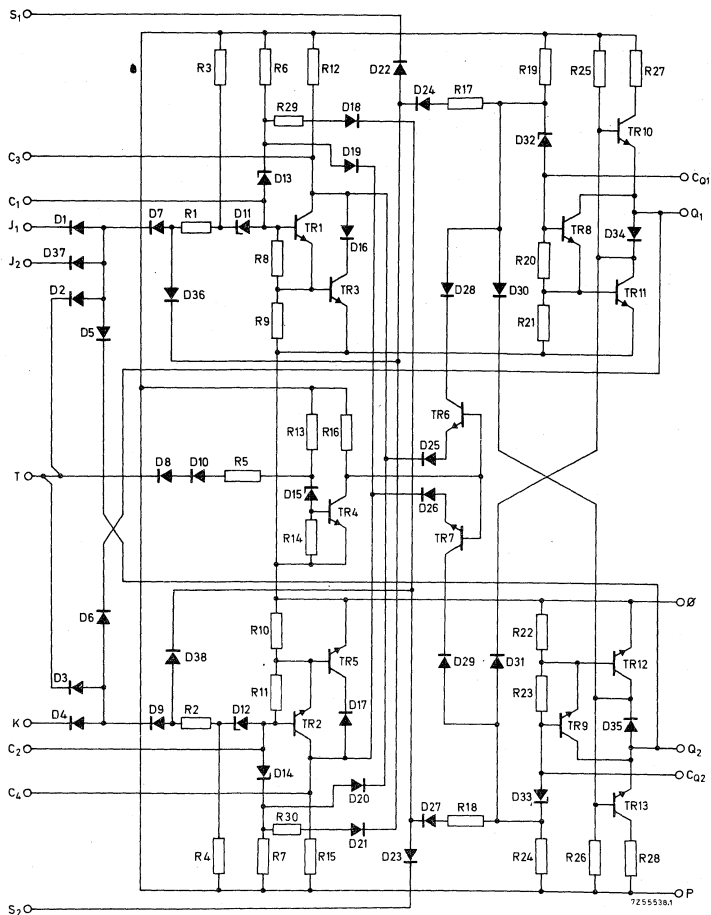 S1
R3
R6
R12
D22
R19
R25
R27
D24
R17
R29
D18
TR10
D32
C3
D19
D13
CQ1
C1
J1
D1
D7
R1
D11
TR1
TR8
Q1
D16
D34
J2
D37
R8
R20
D2
D36
TR3
D28
D30
TR11
R9
R21
D5
TR6
R13
R16
D25
T
D8
D10
R5
D15
D26
TR4
TR7
R14
Ø
D6
R10
R22
D38
TR5
D29
D31
TR12
D3
R11
R23
D17
K
D4
D9
R2
D12
TR2
TR9
D35
C2
Q2
D14
CQ2
C4
D20
D33
TR13
R30
D21
D27
R18
R4
R7
R15
D23
R24
R26
R28
P
7Z55538.1
S2